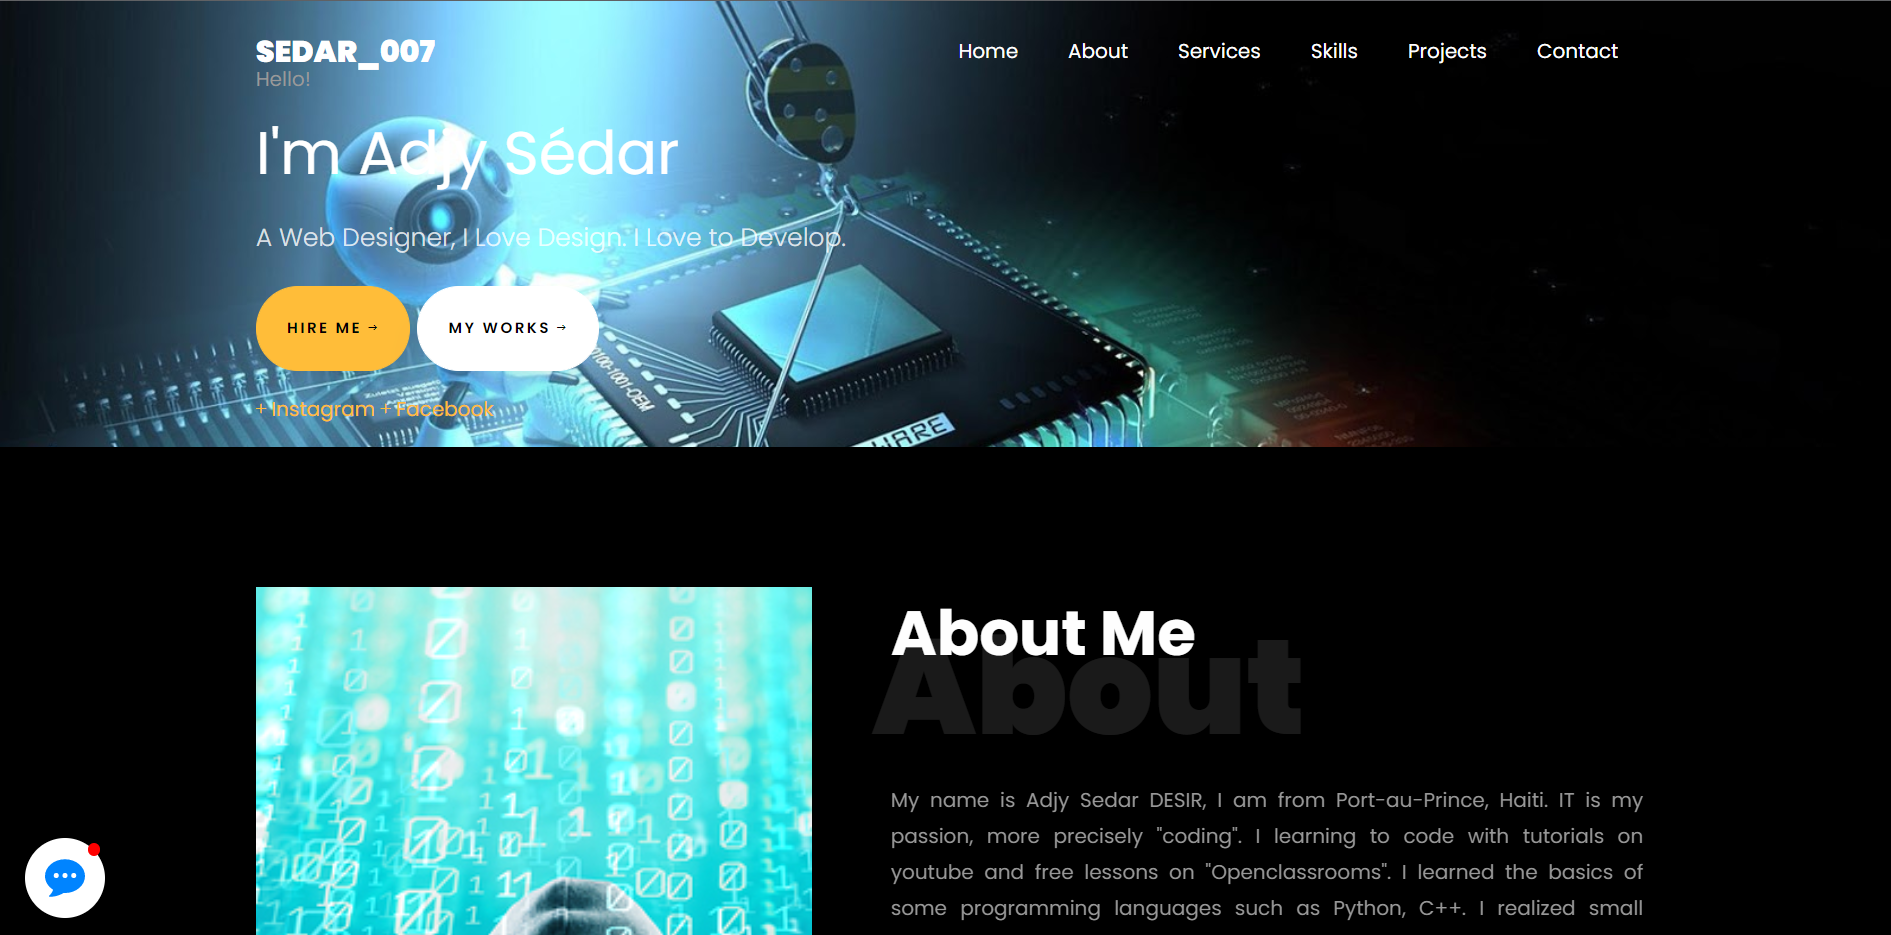 SEDAR_007
Home About Services Skills Projects Contact
Hello!
I'm Adjy Sédar
A Web Designer, I Love Design. I Love to Develop.
HIRE ME → MY WORKS →
+ Instagram + Facebook
0100-1001-OEM
About Me
About
My name is Adjy Sedar DESIR, I am from Port-au-Prince, Haiti. IT is my
passion, more precisely "coding". I learning to code with tutorials on
youtube and free lessons on "Openclassrooms". I learned the basics of
some programming languages such as Python, C++. I realized small